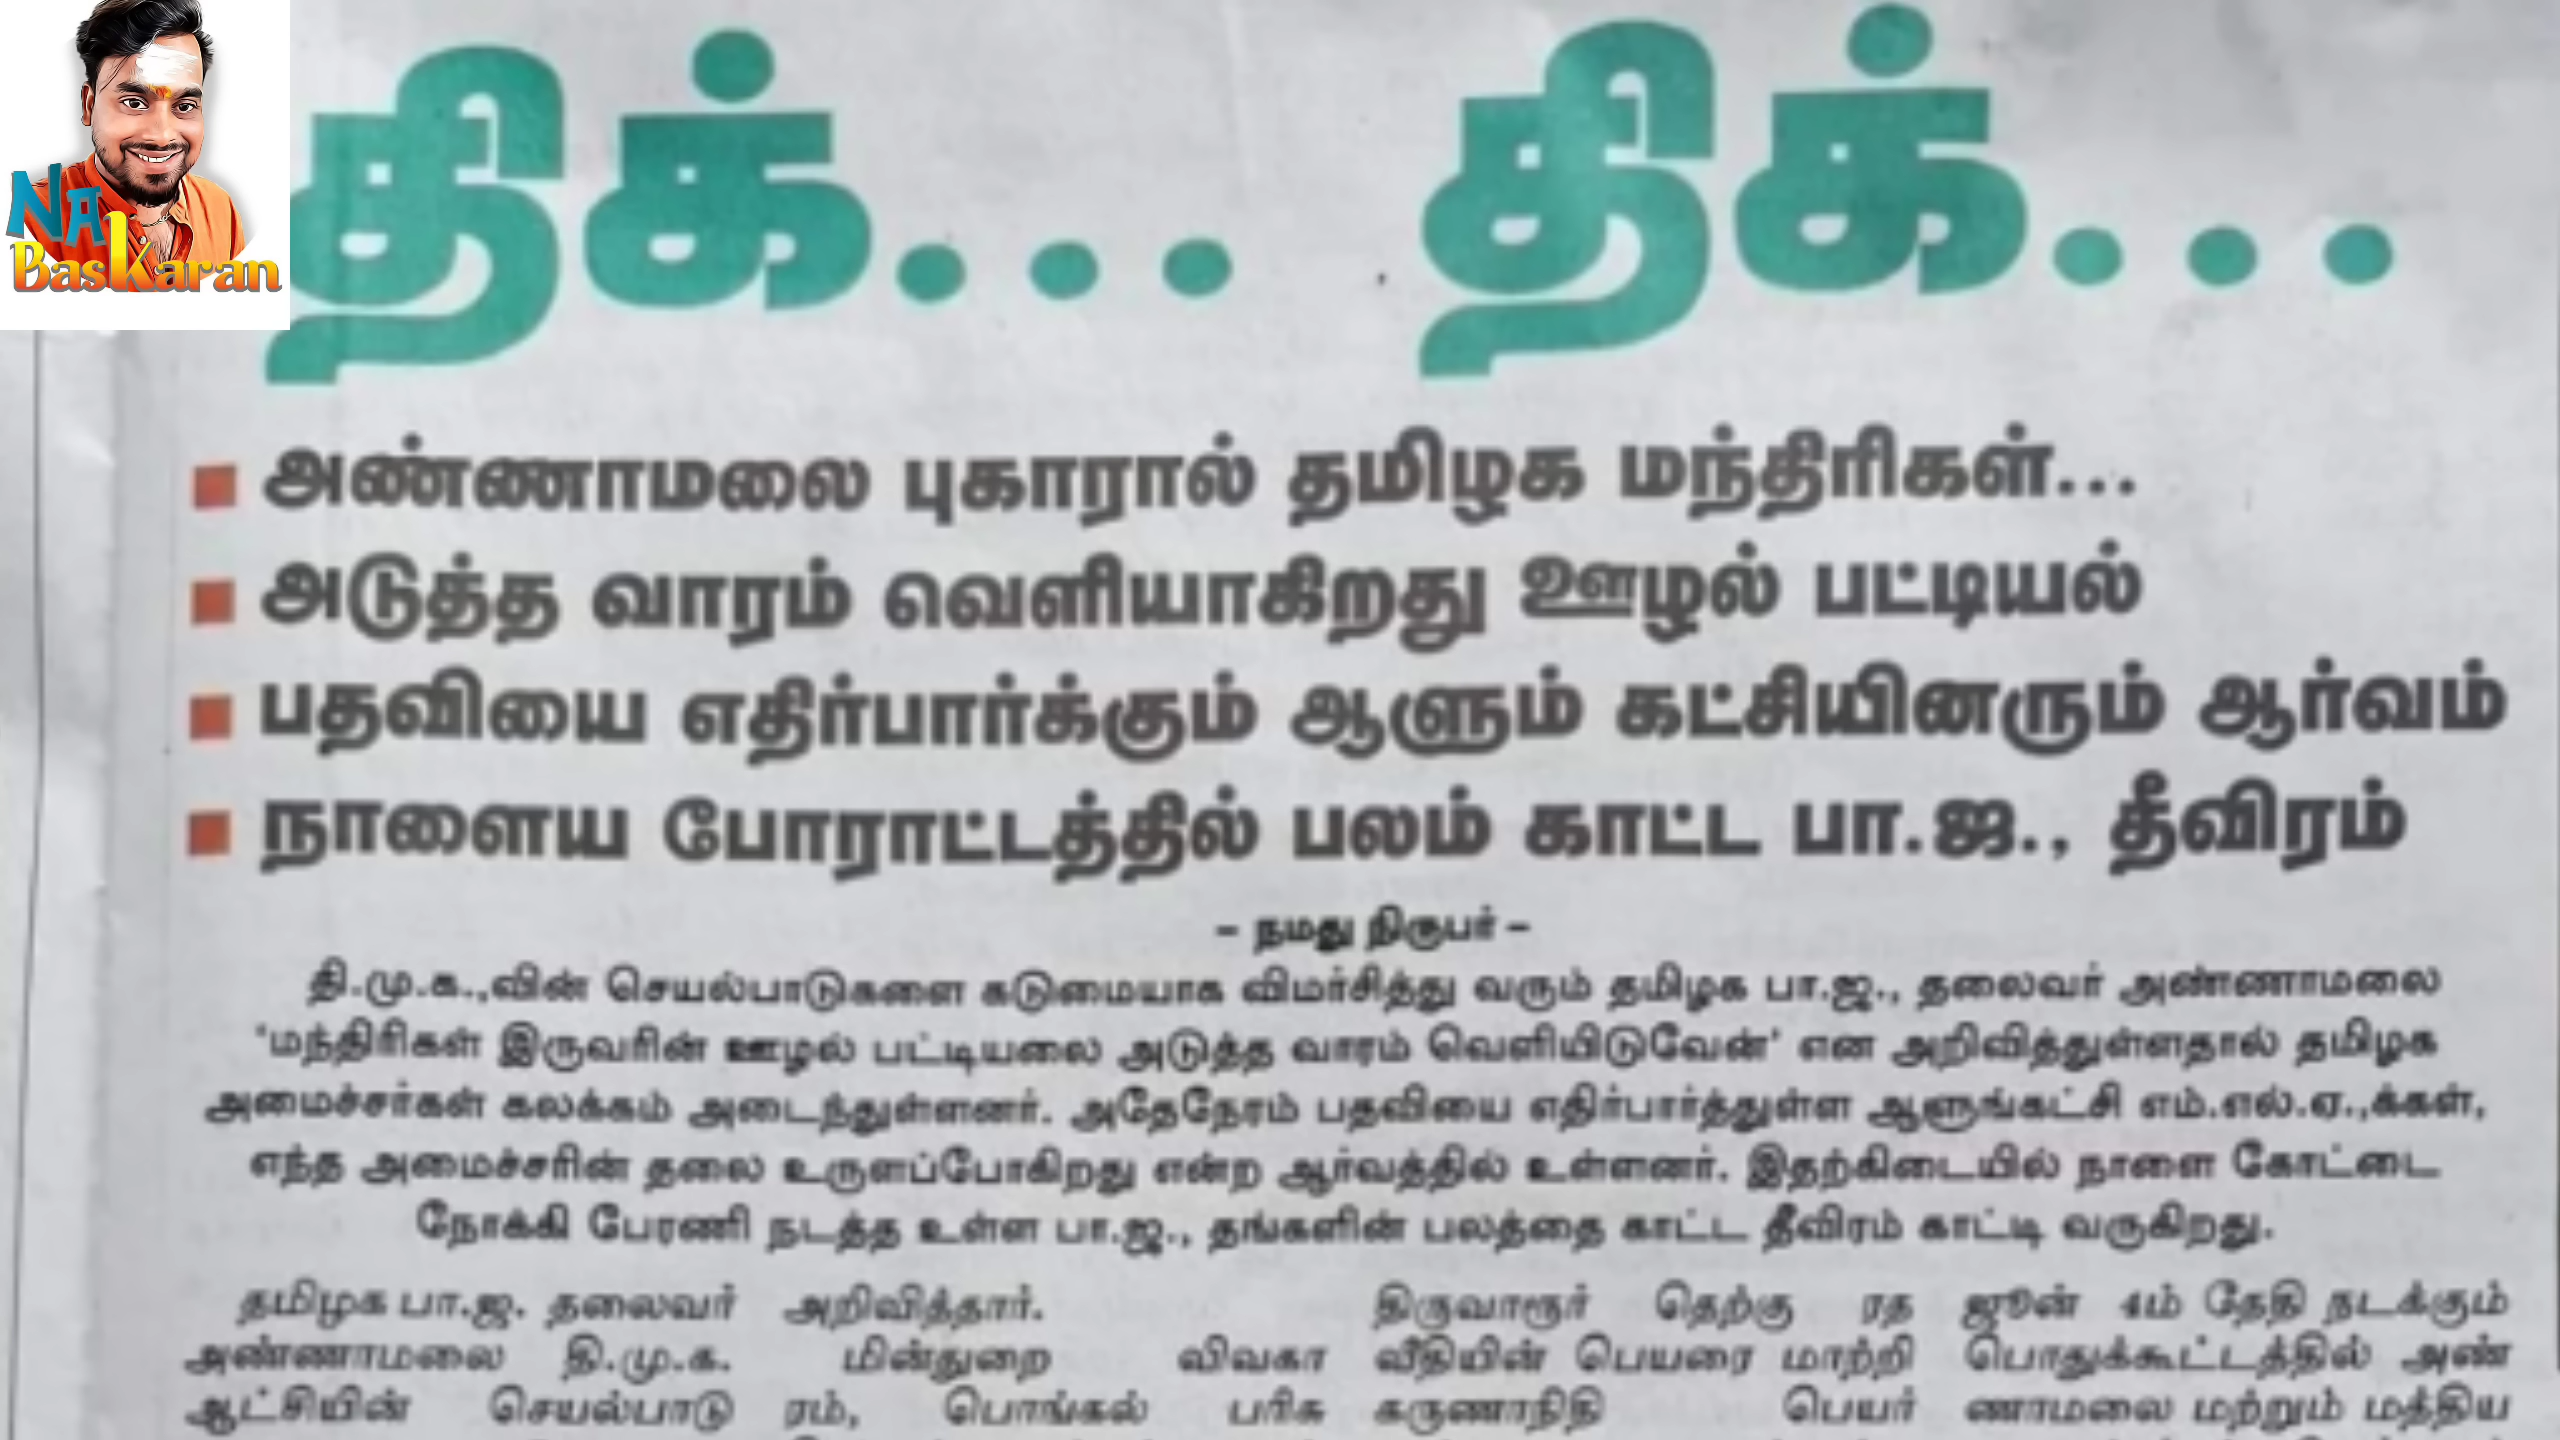 NA
Baskaran
திக்... திக்...
அண்ணாமலை புகாரால் தமிழக மந்திரிகள்...
அடுத்த வாரம் வெளியாகிறது ஊழல் பட்டியல்
பதவியை எதிர்பார்க்கும் ஆளும் கட்சியினரும் ஆர்வம்
நாளைய போராட்டத்தில் பலம் காட்ட பா.ஜ., தீவிரம்
– நமது நிருபர் –
தி.மு.க.,வின் செயல்பாடுகளை கடுமையாக விமர்சித்து வரும் தமிழக பா.ஜ., தலைவர் அண்ணாமலை
'மந்திரிகள் இருவரின் ஊழல் பட்டியலை அடுத்த வாரம் வெளியிடுவேன்' என அறிவித்துள்ளதால் தமிழக
அமைச்சர்கள் கலக்கம் அடைந்துள்ளனர். அதேநேரம் பதவியை எதிர்பார்த்துள்ள ஆளுங்கட்சி எம்.எல்.ஏ.,க்கள்,
எந்த அமைச்சரின் தலை உருளப்போகிறது என்ற ஆர்வத்தில் உள்ளனர். இதற்கிடையில் நாளை கோட்டை
நோக்கி பேரணி நடத்த உள்ள பா.ஜ., தங்களின் பலத்தை காட்ட தீவிரம் காட்டி வருகிறது.
தமிழக பா.ஜ. தலைவர்
அண்ணாமலை தி.மு.க.
ஆட்சியின் செயல்பாடு
அறிவித்தார்.
மின்துறை விவகா
ரம், பொங்கல் பரிசு
திருவாரூர் தெற்கு ரத
வீதியின் பெயரை மாற்றி
கருணாநிதி பெயர்
ஜூன் 4ம் தேதி நடக்கும்
பொதுக்கூட்டத்தில் அண்
ணாமலை மற்றும் மத்திய